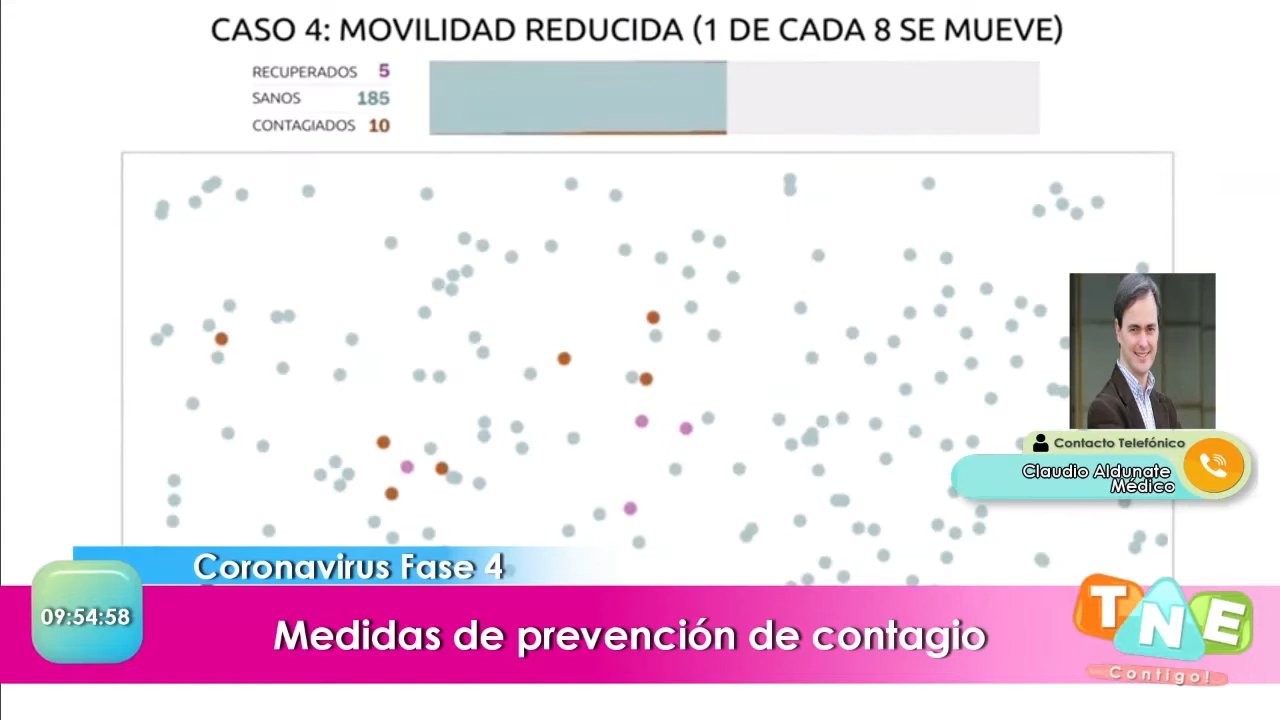 CASO 4: MOVILIDAD REDUCIDA (1 DE CADA 8 SE MUEVE)
RECUPERADOS 5
SANOS 185
CONTAGIADOS 10
Contacto Telefónico
Claudio Aldunate
Médico
Coronavirus Fase 4
09:54:58
Medidas de prevención de contagio
TNE
Contigo!